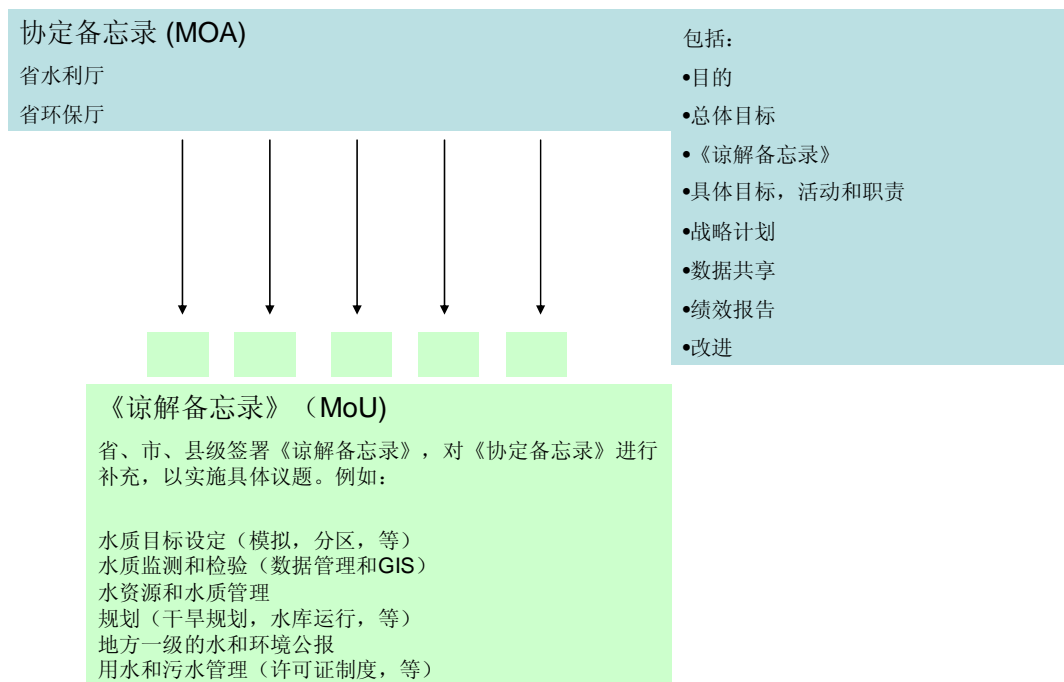 协定备忘录 (MOA)
省水利厅
省环保厅
包括：
•目的
•总体目标
•《谅解备忘录》
•具体目标，活动和职责
•战略计划
•数据共享
•绩效报告
•改进
《谅解备忘录》（MoU)
省、市、县级签署《谅解备忘录》，对《协定备忘录》进行
补充，以实施具体议题。例如：
水质目标设定（模拟，分区，等）
水质监测和检验（数据管理和GIS）
水资源和水质管理
规划（干旱规划，水库运行，等）
地方一级的水和环境公报
用水和污水管理（许可证制度，等）